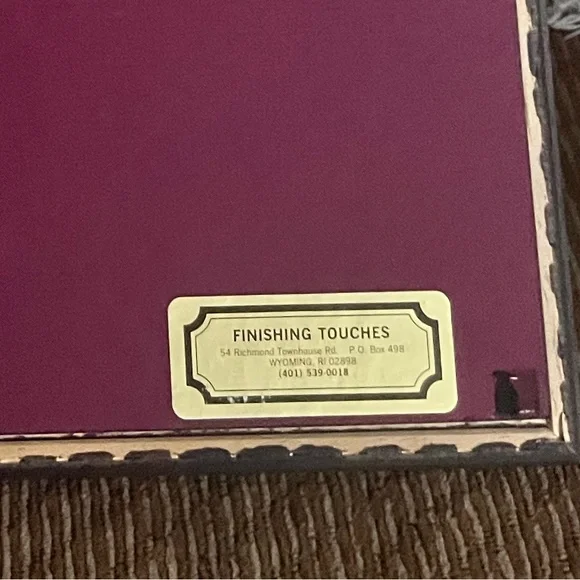 FINISHING TOUCHES
54 Richmond Townhouse Rd. P.O. Box 498
WYOMING, RI 02898
(401) 539-0018